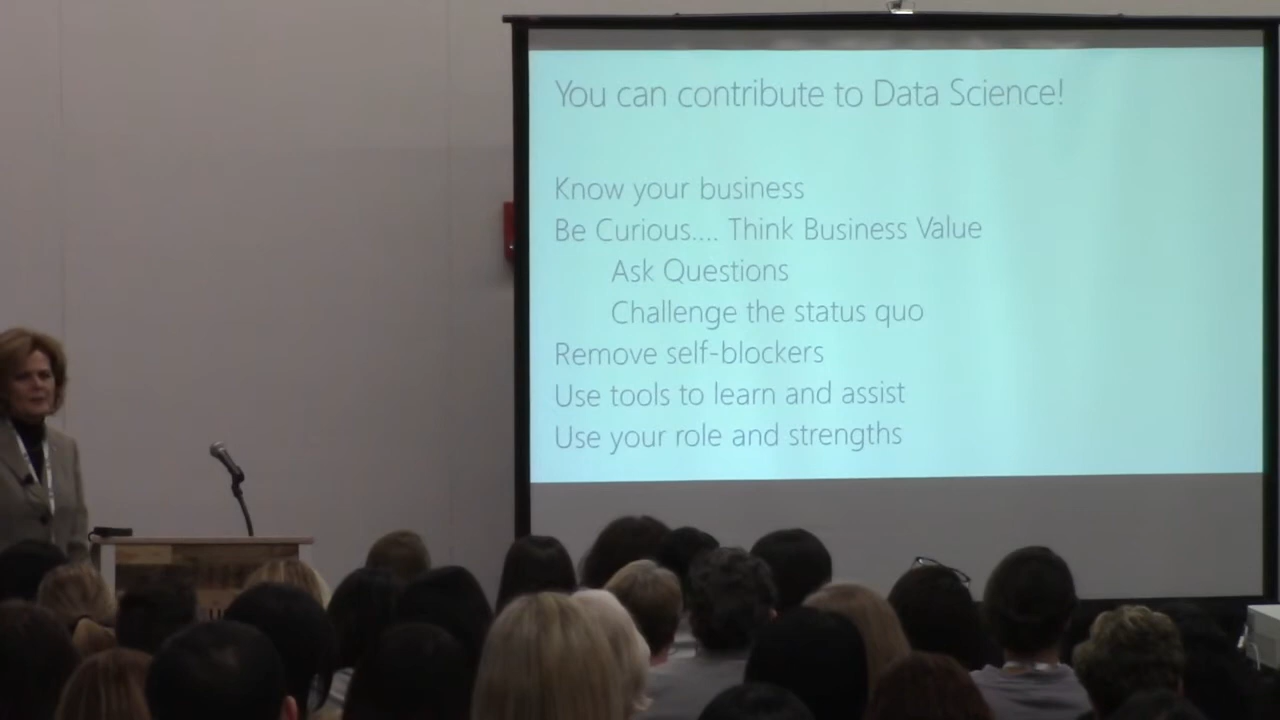 You can contribute to Data Science!
Know your business
Be Curious.... Think Business Value
Ask Questions
Challenge the status quo
Remove self-blockers
Use tools to learn and assist
Use your role and strengths